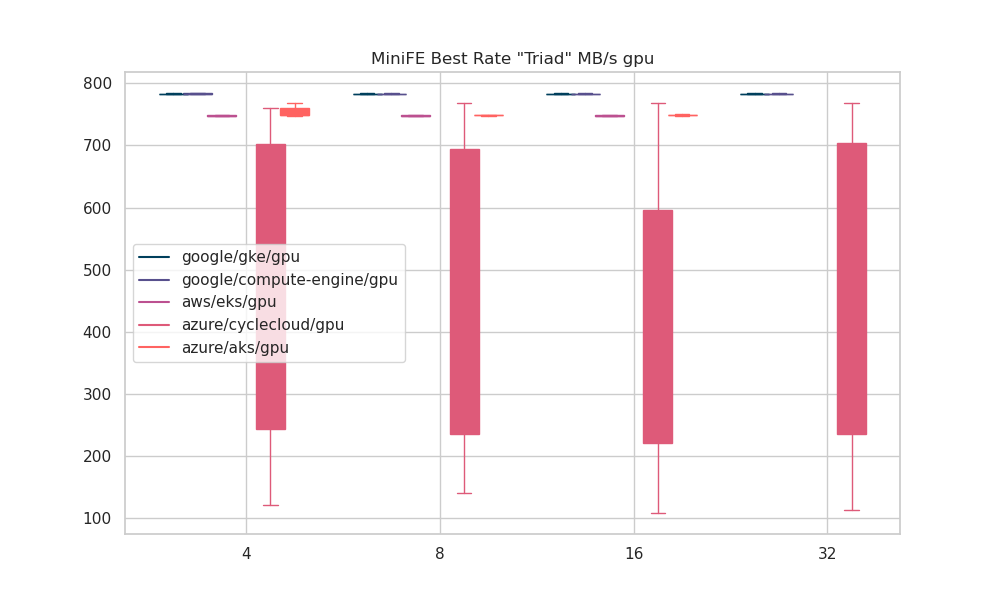 MiniFE Best Rate "Triad" MB/s gpu
800
700
600
500
400
300
200
100
google/gke/gpu
google/compute-engine/gpu
aws/eks/gpu
azure/cyclecloud/gpu
azure/aks/gpu
4 8 16 32